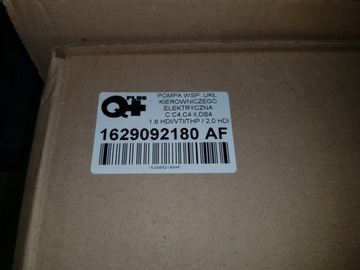 Q+
POMPA WSP. UKŁ
KIEROWNICZEGO
ELEKTRYCZNA
C C4,C4 II,DS4
1.6 HDI/VTI/THP / 2.0 HDI
1629092180 AF
*1629092180AF